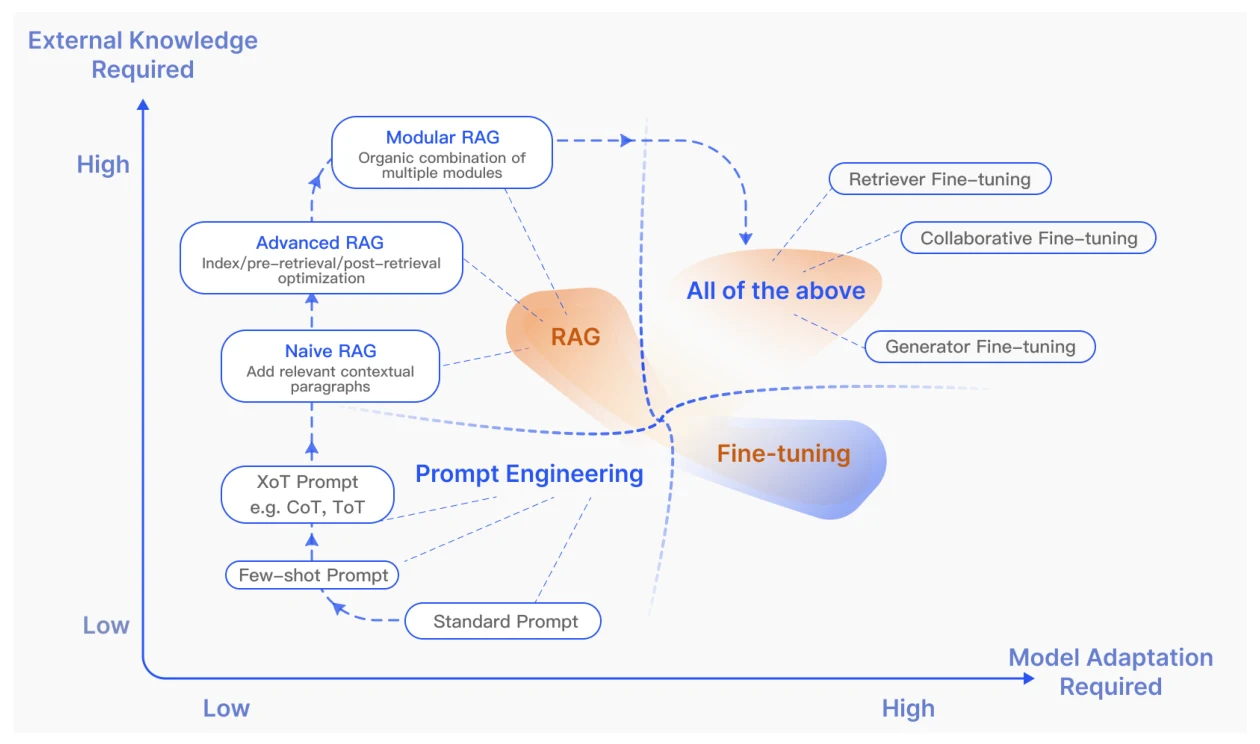 External Knowledge
Required
High
Modular RAG
Organic combination of
multiple modules
Retriever Fine-tuning
Advanced RAG
Index/pre-retrieval/post-retrieval
optimization
Collaborative Fine-tuning
All of the above
RAG
Generator Fine-tuning
Naive RAG
Add relevant contextual
paragraphs
Fine-tuning
Prompt Engineering
XoT Prompt
e.g. CoT, ToT
Few-shot Prompt
Standard Prompt
Low
Model Adaptation
Required
Low
High